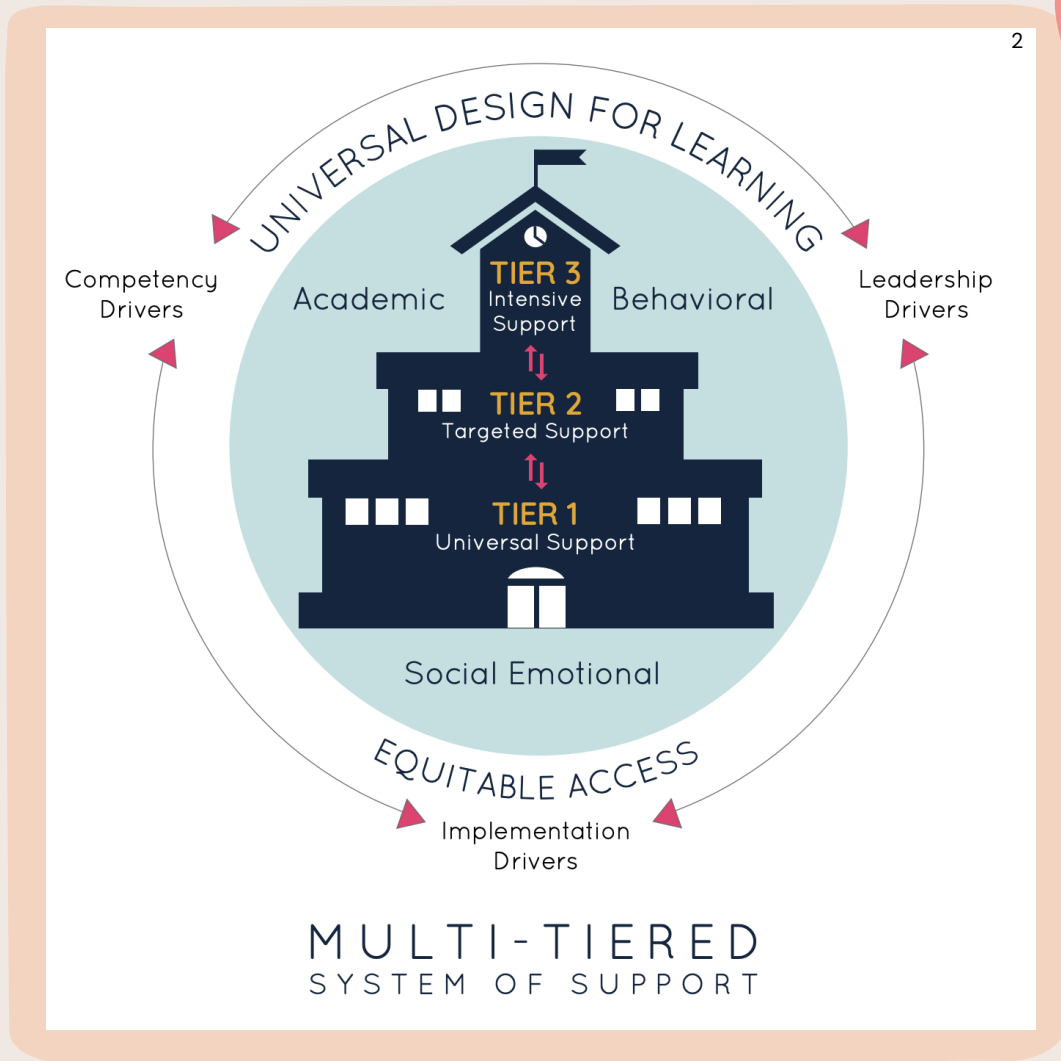 2
UNIVERSAL DESIGN FOR LEARNING
Competency
Drivers
Leadership
Drivers
Academic
Behavioral
TIER 3
Intensive
Support
TIER 2
Targeted Support
TIER 1
Universal Support
Social Emotional
EQUITABLE ACCESS
Implementation
Drivers
MULTI-TIERED
SYSTEM OF SUPPORT